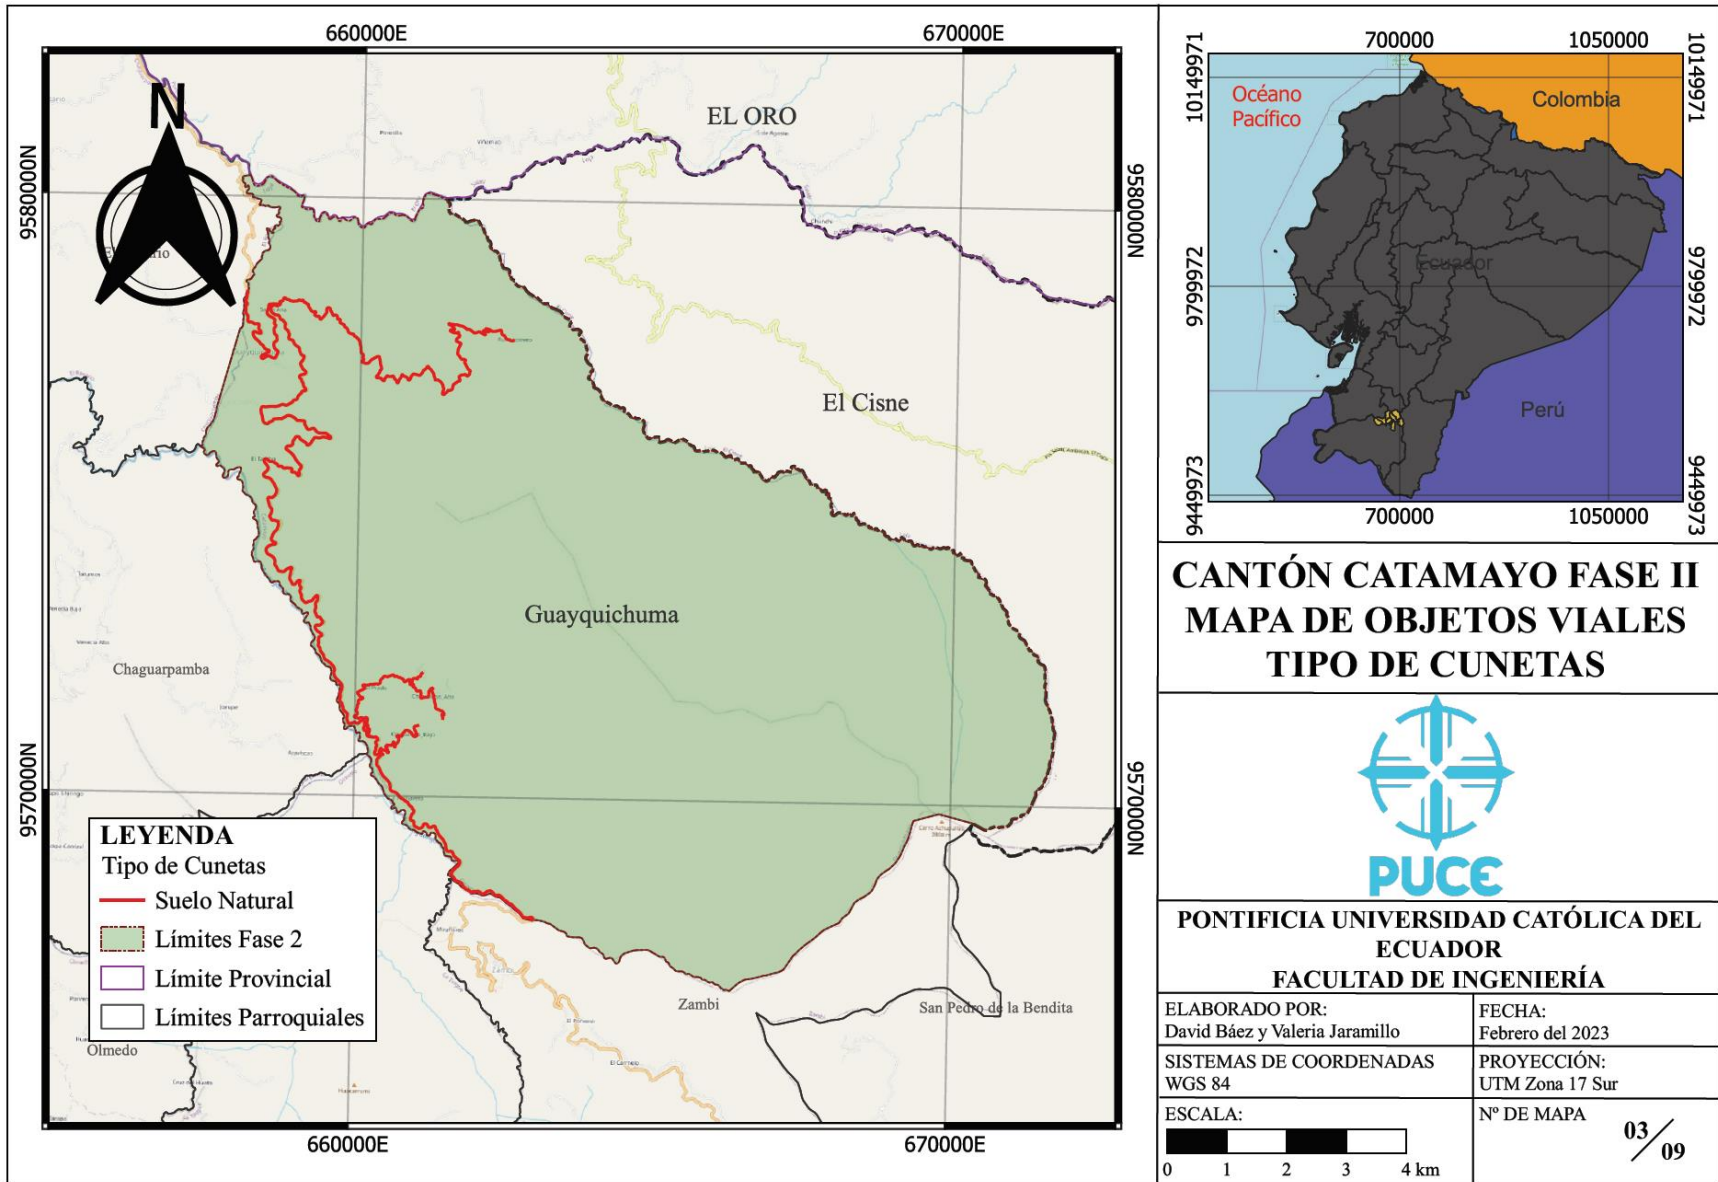 660000E
670000E
N
9580000N
9580000N
EL ORO
El Cisne
Guayquichuma
Chaguarpamba
9570000N
9570000N
Zambi
San Pedro de la Bendita
Olmedo
El Carmelo
LEYENDA
Tipo de Cunetas
Suelo Natural
Límites Fase 2
Límite Provincial
Límites Parroquiales
660000E
670000E
700000
1050000
10149971
10149971
Océano
Pacífico
Colombia
9799972
9799972
Ecuador
Perú
9449973
9449973
700000
1050000
CANTÓN CATAMAYO FASE II
MAPA DE OBJETOS VIALES
TIPO DE CUNETAS
PUCE
PONTIFICIA UNIVERSIDAD CATÓLICA DEL
ECUADOR
FACULTAD DE INGENIERÍA
ELABORADO POR:
David Báez y Valeria Jaramillo
FECHA:
Febrero del 2023
SISTEMAS DE COORDENADAS
WGS 84
PROYECCIÓN:
UTM Zona 17 Sur
ESCALA:
0 1 2 3 4 km
Nº DE MAPA
03/09